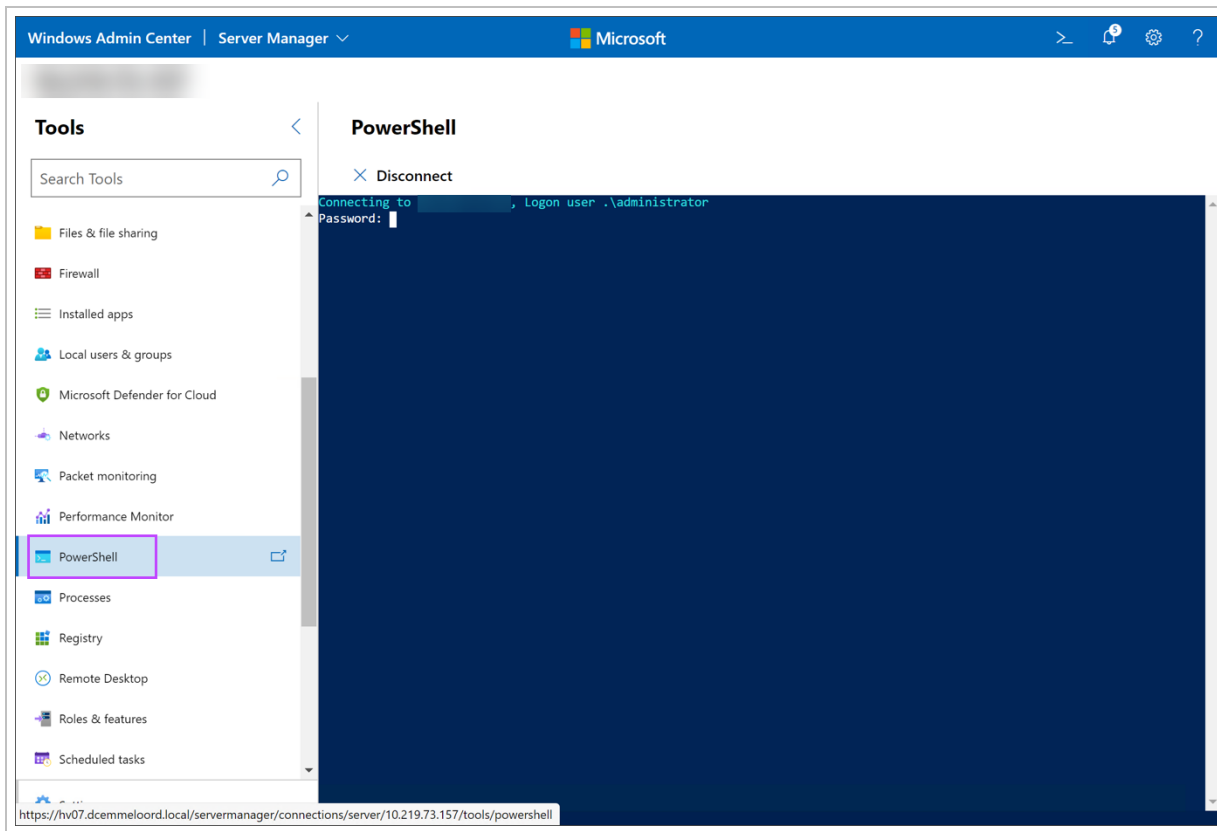 Windows Admin Center | Server Manager
Microsoft
>_
5
?
Tools
PowerShell
Search Tools
Disconnect
Connecting to , Logon user .\administrator
Password:
Files & file sharing
Firewall
Installed apps
Local users & groups
Microsoft Defender for Cloud
Networks
Packet monitoring
Performance Monitor
PowerShell
Processes
Registry
Remote Desktop
Roles & features
Scheduled tasks
https://hv07.dcemmeloord.local/servermanager/connections/server/10.219.73.157/tools/powershell